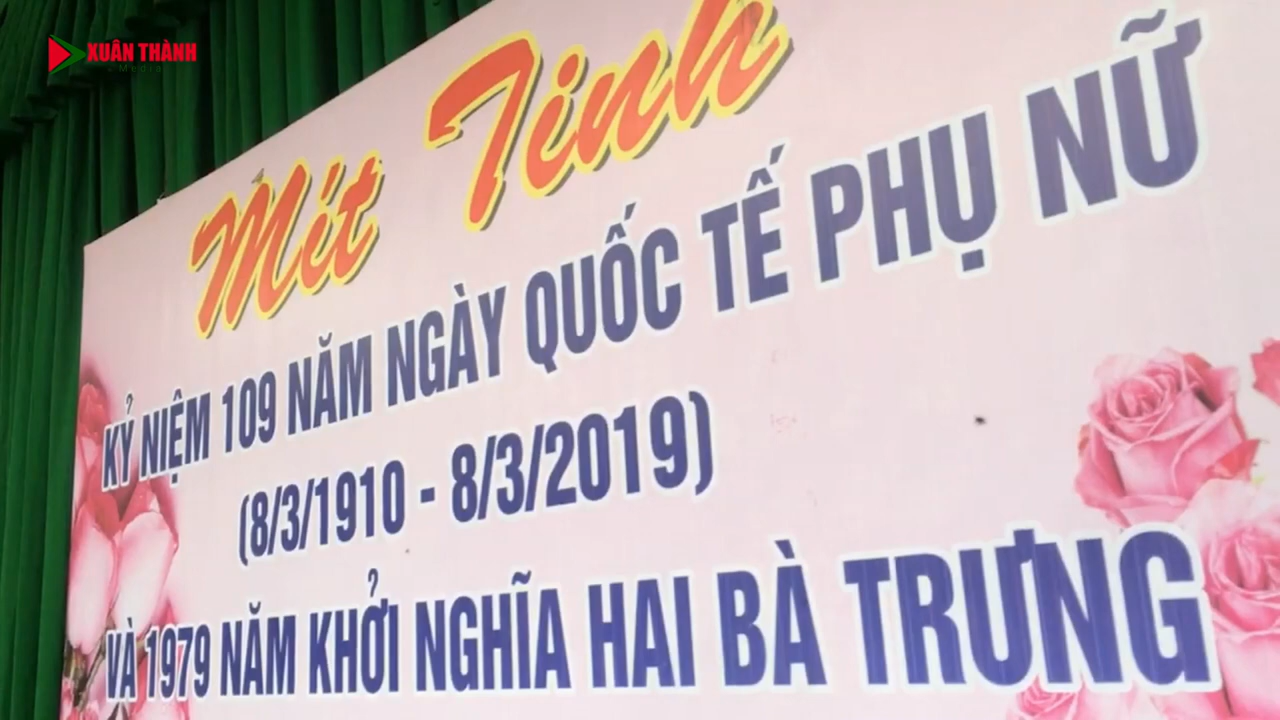 XUÂN THÀNH
Media
Mít Tinh
KỶ NIỆM 109 NĂM NGÀY QUỐC TẾ PHỤ NỮ
(8/3/1910 - 8/3/2019)
VÀ 1979 NĂM KHỞI NGHĨA HAI BÀ TRƯNG